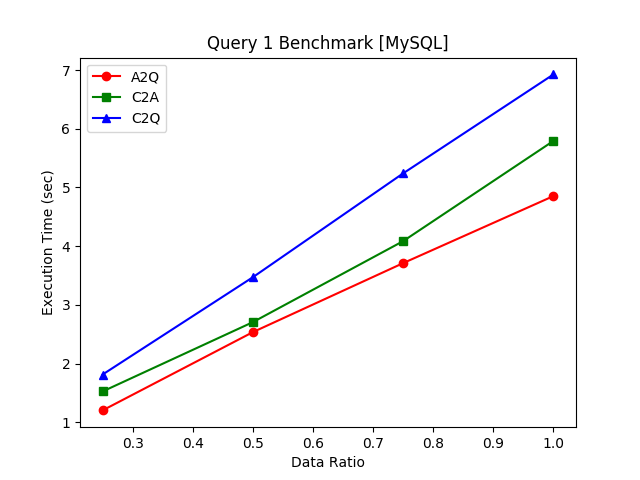 Query 1 Benchmark [MySQL]
A2Q
C2A
C2Q
7
6
5
4
3
2
1
Execution Time (sec)
0.3 0.4 0.5 0.6 0.7 0.8 0.9 1.0
Data Ratio